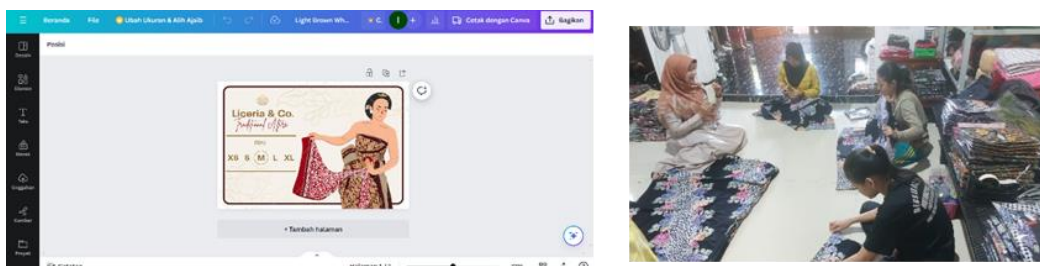 Beranda File Ubah Ukuran & Alih Ajaib Light Brown Wh... Cetak dengan Canva Bagikan
Posisi
Desain
Elemen
Teks
Merek
Unggahan
Gambar
Proyek
Liceria & Co.
Traditional Attire
SIZE
XS S M L XL
+ Tambah halaman